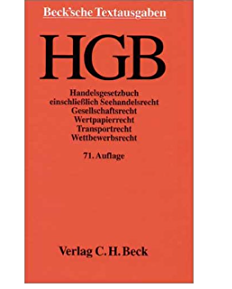 Beck'sche Textausgaben
HGB
Handelsgesetzbuch
einschließlich Seehandelsrecht
Gesellschaftsrecht
Wertpapierrecht
Transportrecht
Wettbewerbsrecht
71. Auflage
Verlag C. H. Beck